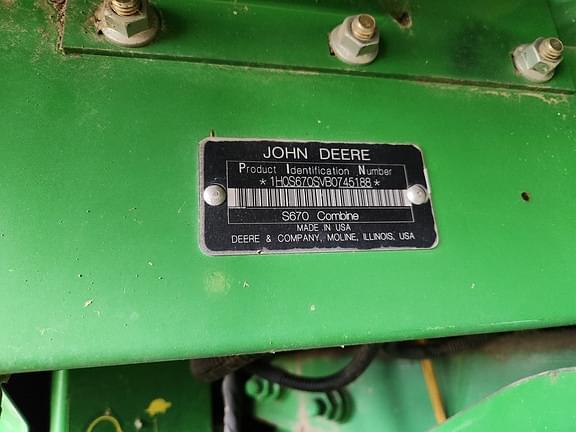 JOHN DEERE
Product Identification Number
*1H0S670SVB0745188*
S670 Combine
MADE IN USA
DEERE & COMPANY, MOLINE, ILLINOIS, USA